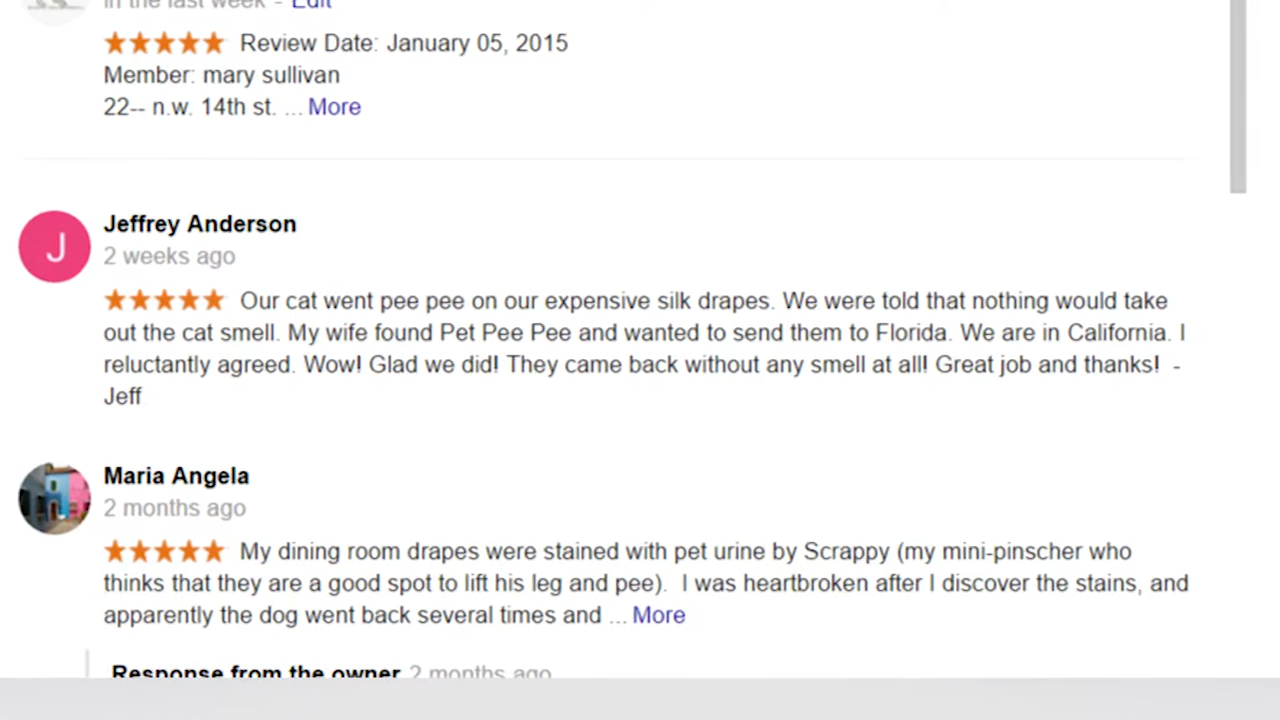 in the last week - Edit
★★★★★ Review Date: January 05, 2015
Member: mary sullivan
22-- n.w. 14th st. ... More
Jeffrey Anderson
J
2 weeks ago
★★★★★ Our cat went pee pee on our expensive silk drapes. We were told that nothing would take
out the cat smell. My wife found Pet Pee Pee and wanted to send them to Florida. We are in California. I
reluctantly agreed. Wow! Glad we did! They came back without any smell at all! Great job and thanks! -
Jeff
Maria Angela
2 months ago
★★★★★ My dining room drapes were stained with pet urine by Scrappy (my mini-pinscher who
thinks that they are a good spot to lift his leg and pee). I was heartbroken after I discover the stains, and
apparently the dog went back several times and ... More
Response from the owner 2 months ago